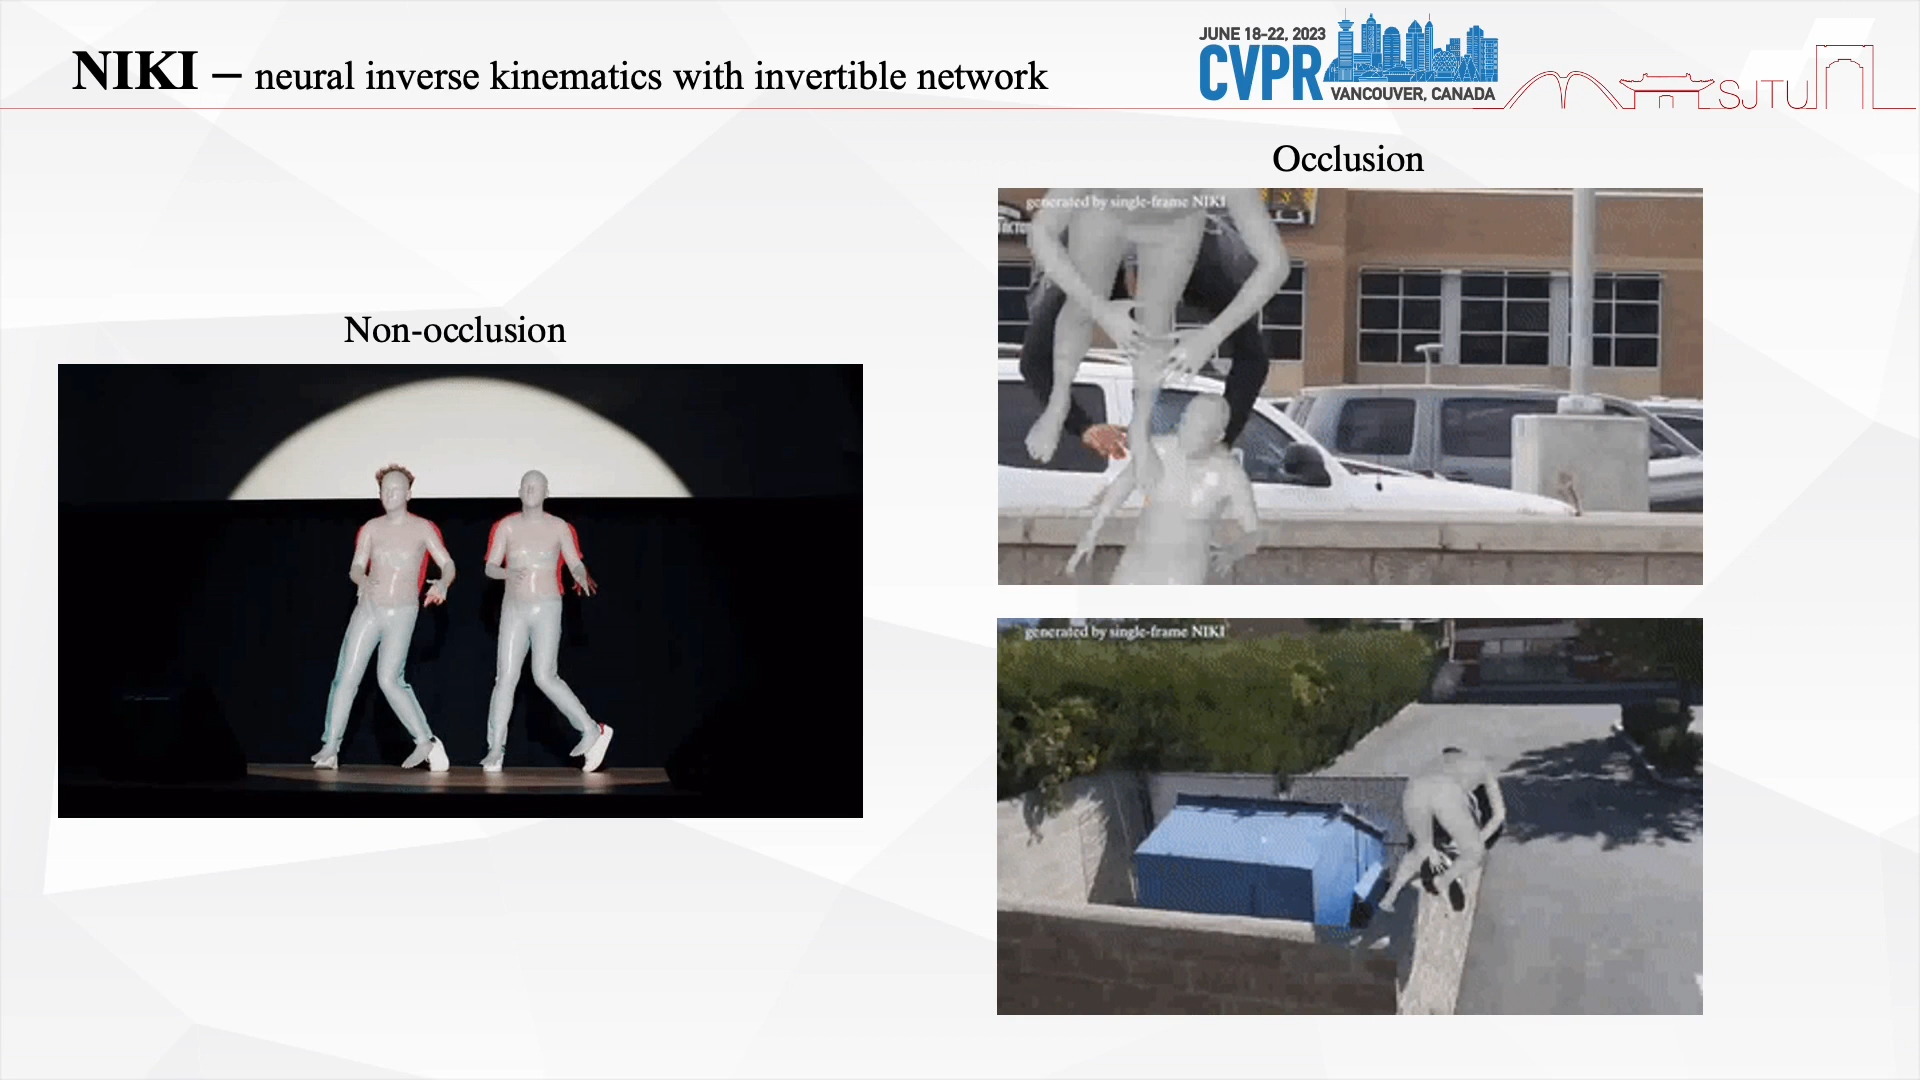 NIKI – neural inverse kinematics with invertible network
JUNE 18-22, 2023
CVPR
VANCOUVER, CANADA
SJTU
Non-occlusion
Occlusion
generated by single-frame NIKI
generated by single-frame NIKI